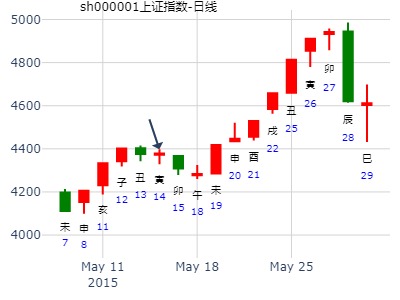 sh000001上证指数-日线
5000
4800
4600
4400
4200
4000
未
7
申
8
亥
11
子
12
丑
13
寅
14
卯
15
午
18
未
19
申
20
酉
21
戌
22
丑
25
寅
26
卯
27
辰
28
巳
29
May 11
2015
May 18
May 25